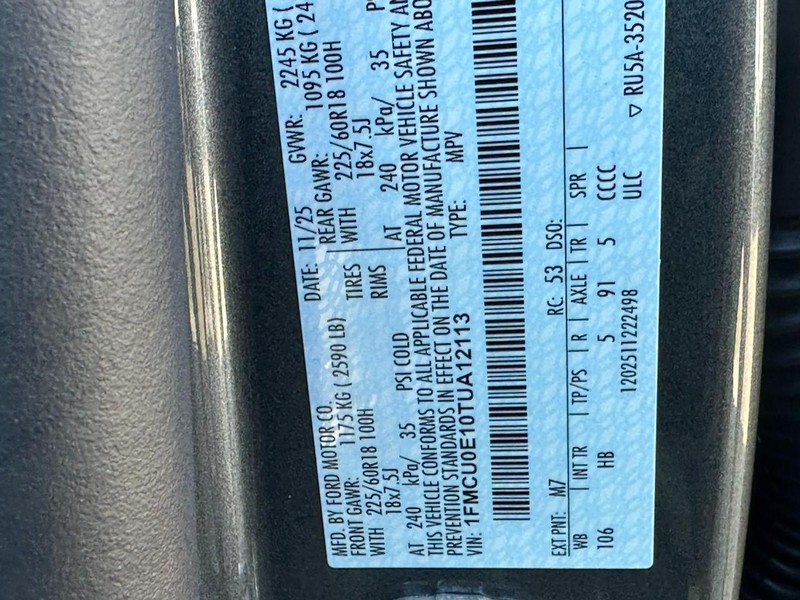 MFD. BY FORD MOTOR CO. DATE: 11/25 GVWR: 2245 KG (
FRONT GAWR: 1175 KG ( 2590 LB) REAR GAWR: 1095 KG ( 24
WITH 225/60R18 100H TIRES WITH 225/60R18 100H
18x7.5J RIMS 18x7.5J
AT 240 kPa/ 35 PSI COLD AT 240 kPa/ 35 P
THIS VEHICLE CONFORMS TO ALL APPLICABLE FEDERAL MOTOR VEHICLE SAFETY AN
PREVENTION STANDARDS IN EFFECT ON THE DATE OF MANUFACTURE SHOWN ABO
VIN: 1FMCU0E10TUA12113 TYPE: MPV
EXT PNT: M7 RC: 53 DSO:
WB INT TR TP/PS R AXLE TR SPR
106 HB 5 91 5 CCCC
1202511222498 ULC
RU5A-3520